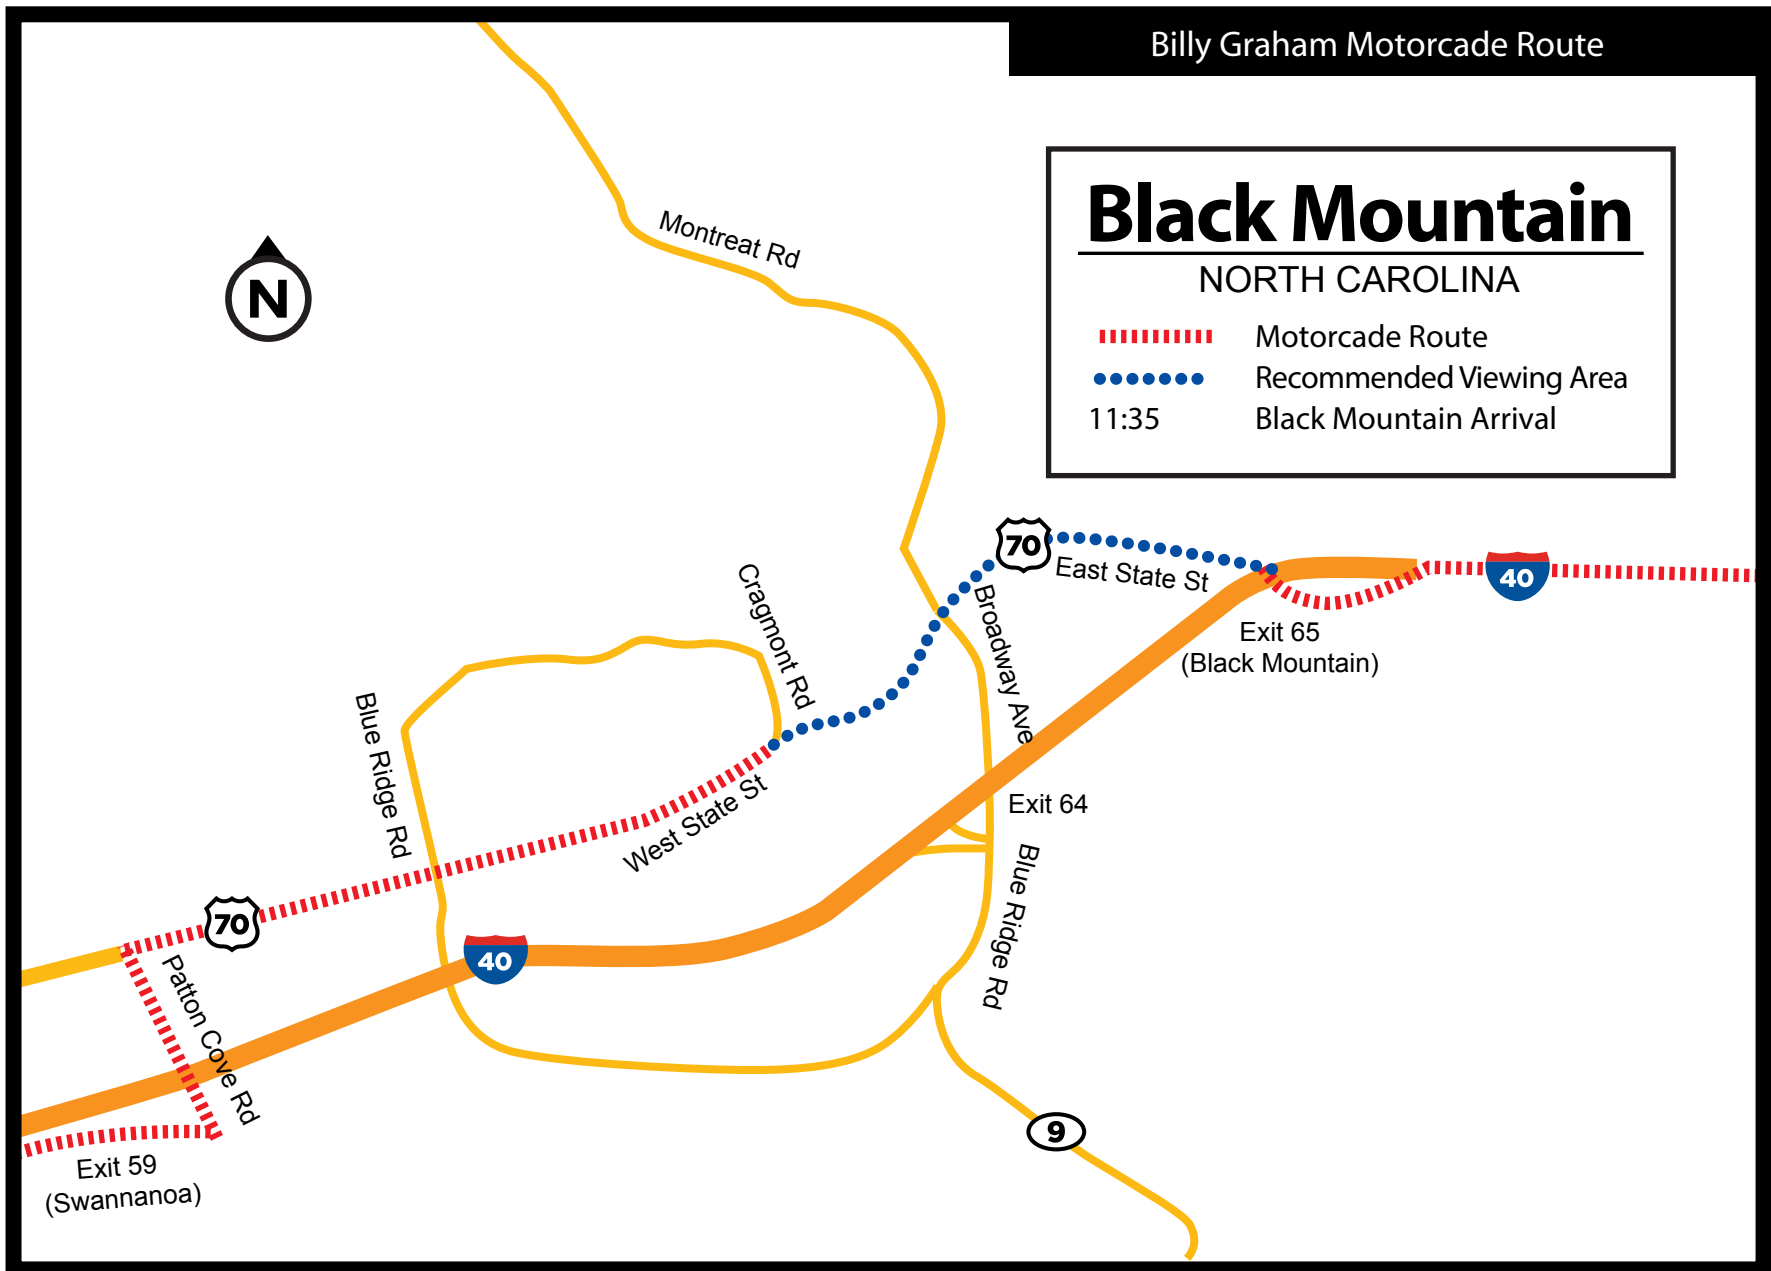 Billy Graham Motorcade Route
Black Mountain
NORTH CAROLINA
Motorcade Route
Recommended Viewing Area
11:35 Black Mountain Arrival
N
Montreat Rd
70
East State St
40
Cragmont Rd
Broadway Ave
Exit 65
(Black Mountain)
Blue Ridge Rd
West State St
Exit 64
Blue Ridge Rd
70
40
Patton Cove Rd
9
Exit 59
(Swannanoa)